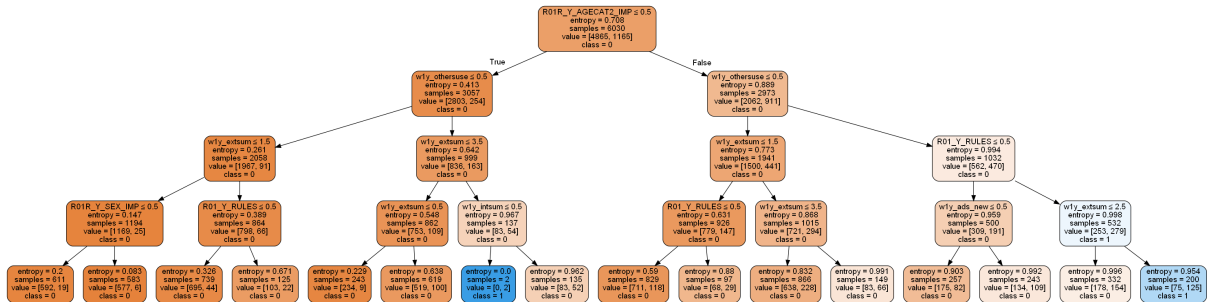 R01R_Y_AGECAT2_IMP ≤ 0.5
entropy = 0.708
samples = 6030
value = [4865, 1165]
class = 0
True
False
w1y_othersuse ≤ 0.5
entropy = 0.413
samples = 3057
value = [2803, 254]
class = 0
w1y_othersuse ≤ 0.5
entropy = 0.889
samples = 2973
value = [2062, 911]
class = 0
w1y_extsum ≤ 1.5
entropy = 0.261
samples = 2058
value = [1967, 91]
class = 0
w1y_extsum ≤ 3.5
entropy = 0.642
samples = 999
value = [836, 163]
class = 0
w1y_extsum ≤ 1.5
entropy = 0.773
samples = 1941
value = [1500, 441]
class = 0
R01_Y_RULES ≤ 0.5
entropy = 0.994
samples = 1032
value = [562, 470]
class = 0
R01R_Y_SEX_IMP ≤ 0.5
entropy = 0.147
samples = 1194
value = [1169, 25]
class = 0
R01_Y_RULES ≤ 0.5
entropy = 0.389
samples = 864
value = [798, 66]
class = 0
w1y_extsum ≤ 0.5
entropy = 0.548
samples = 862
value = [753, 109]
class = 0
w1y_intsum ≤ 0.5
entropy = 0.967
samples = 137
value = [83, 54]
class = 0
R01_Y_RULES ≤ 0.5
entropy = 0.631
samples = 926
value = [779, 147]
class = 0
w1y_extsum ≤ 3.5
entropy = 0.868
samples = 1015
value = [721, 294]
class = 0
w1y_ads_new ≤ 0.5
entropy = 0.959
samples = 500
value = [309, 191]
class = 0
w1y_extsum ≤ 2.5
entropy = 0.998
samples = 532
value = [253, 279]
class = 1
entropy = 0.2
samples = 611
value = [592, 19]
class = 0
entropy = 0.083
samples = 583
value = [577, 6]
class = 0
entropy = 0.326
samples = 739
value = [695, 44]
class = 0
entropy = 0.671
samples = 125
value = [103, 22]
class = 0
entropy = 0.229
samples = 243
value = [234, 9]
class = 0
entropy = 0.638
samples = 619
value = [519, 100]
class = 0
entropy = 0.0
samples = 2
value = [0, 2]
class = 1
entropy = 0.962
samples = 135
value = [83, 52]
class = 0
entropy = 0.59
samples = 829
value = [711, 118]
class = 0
entropy = 0.88
samples = 97
value = [68, 29]
class = 0
entropy = 0.832
samples = 866
value = [638, 228]
class = 0
entropy = 0.991
samples = 149
value = [83, 66]
class = 0
entropy = 0.903
samples = 257
value = [175, 82]
class = 0
entropy = 0.992
samples = 243
value = [134, 109]
class = 0
entropy = 0.996
samples = 332
value = [178, 154]
class = 0
entropy = 0.954
samples = 200
value = [75, 125]
class = 1